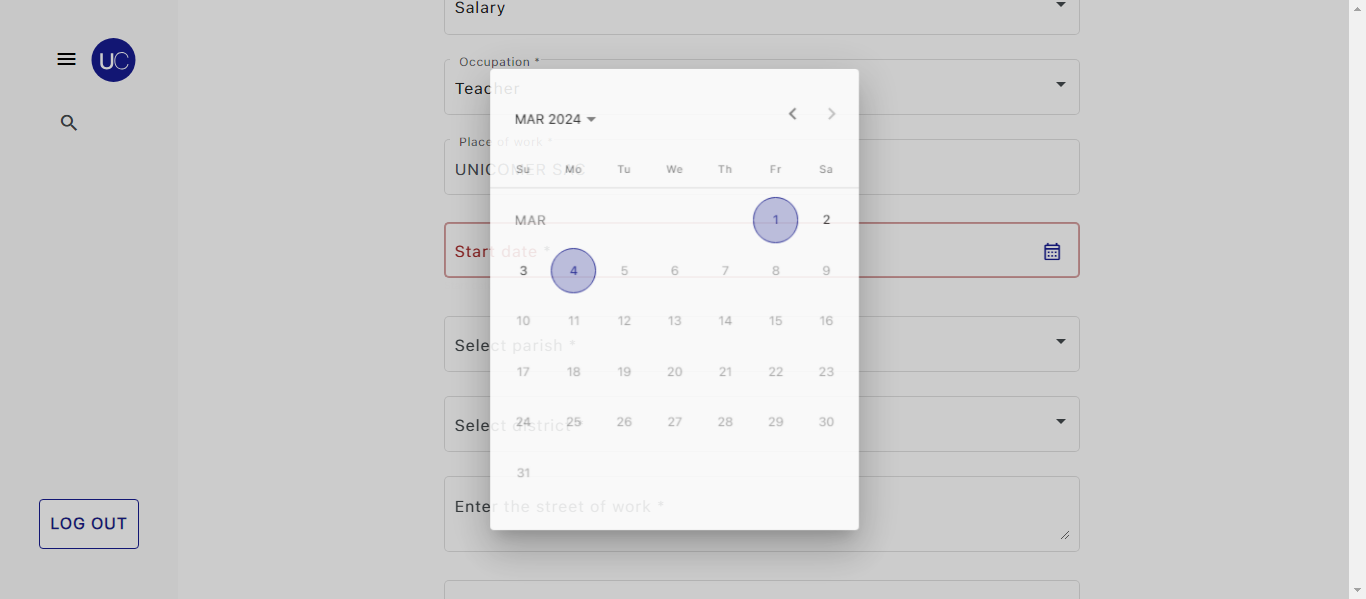 Salary
UC
Occupation *
Teacher
MAR 2024
Place of work *
UNICOMER SAC
Su Mo Tu We Th Fr Sa
MAR 1 2
Start date *
3 4 5 6 7 8 9
10 11 12 13 14 15 16
Select parish *
17 18 19 20 21 22 23
24 25 26 27 28 29 30
Select district *
31
Enter the street of work *
LOG OUT